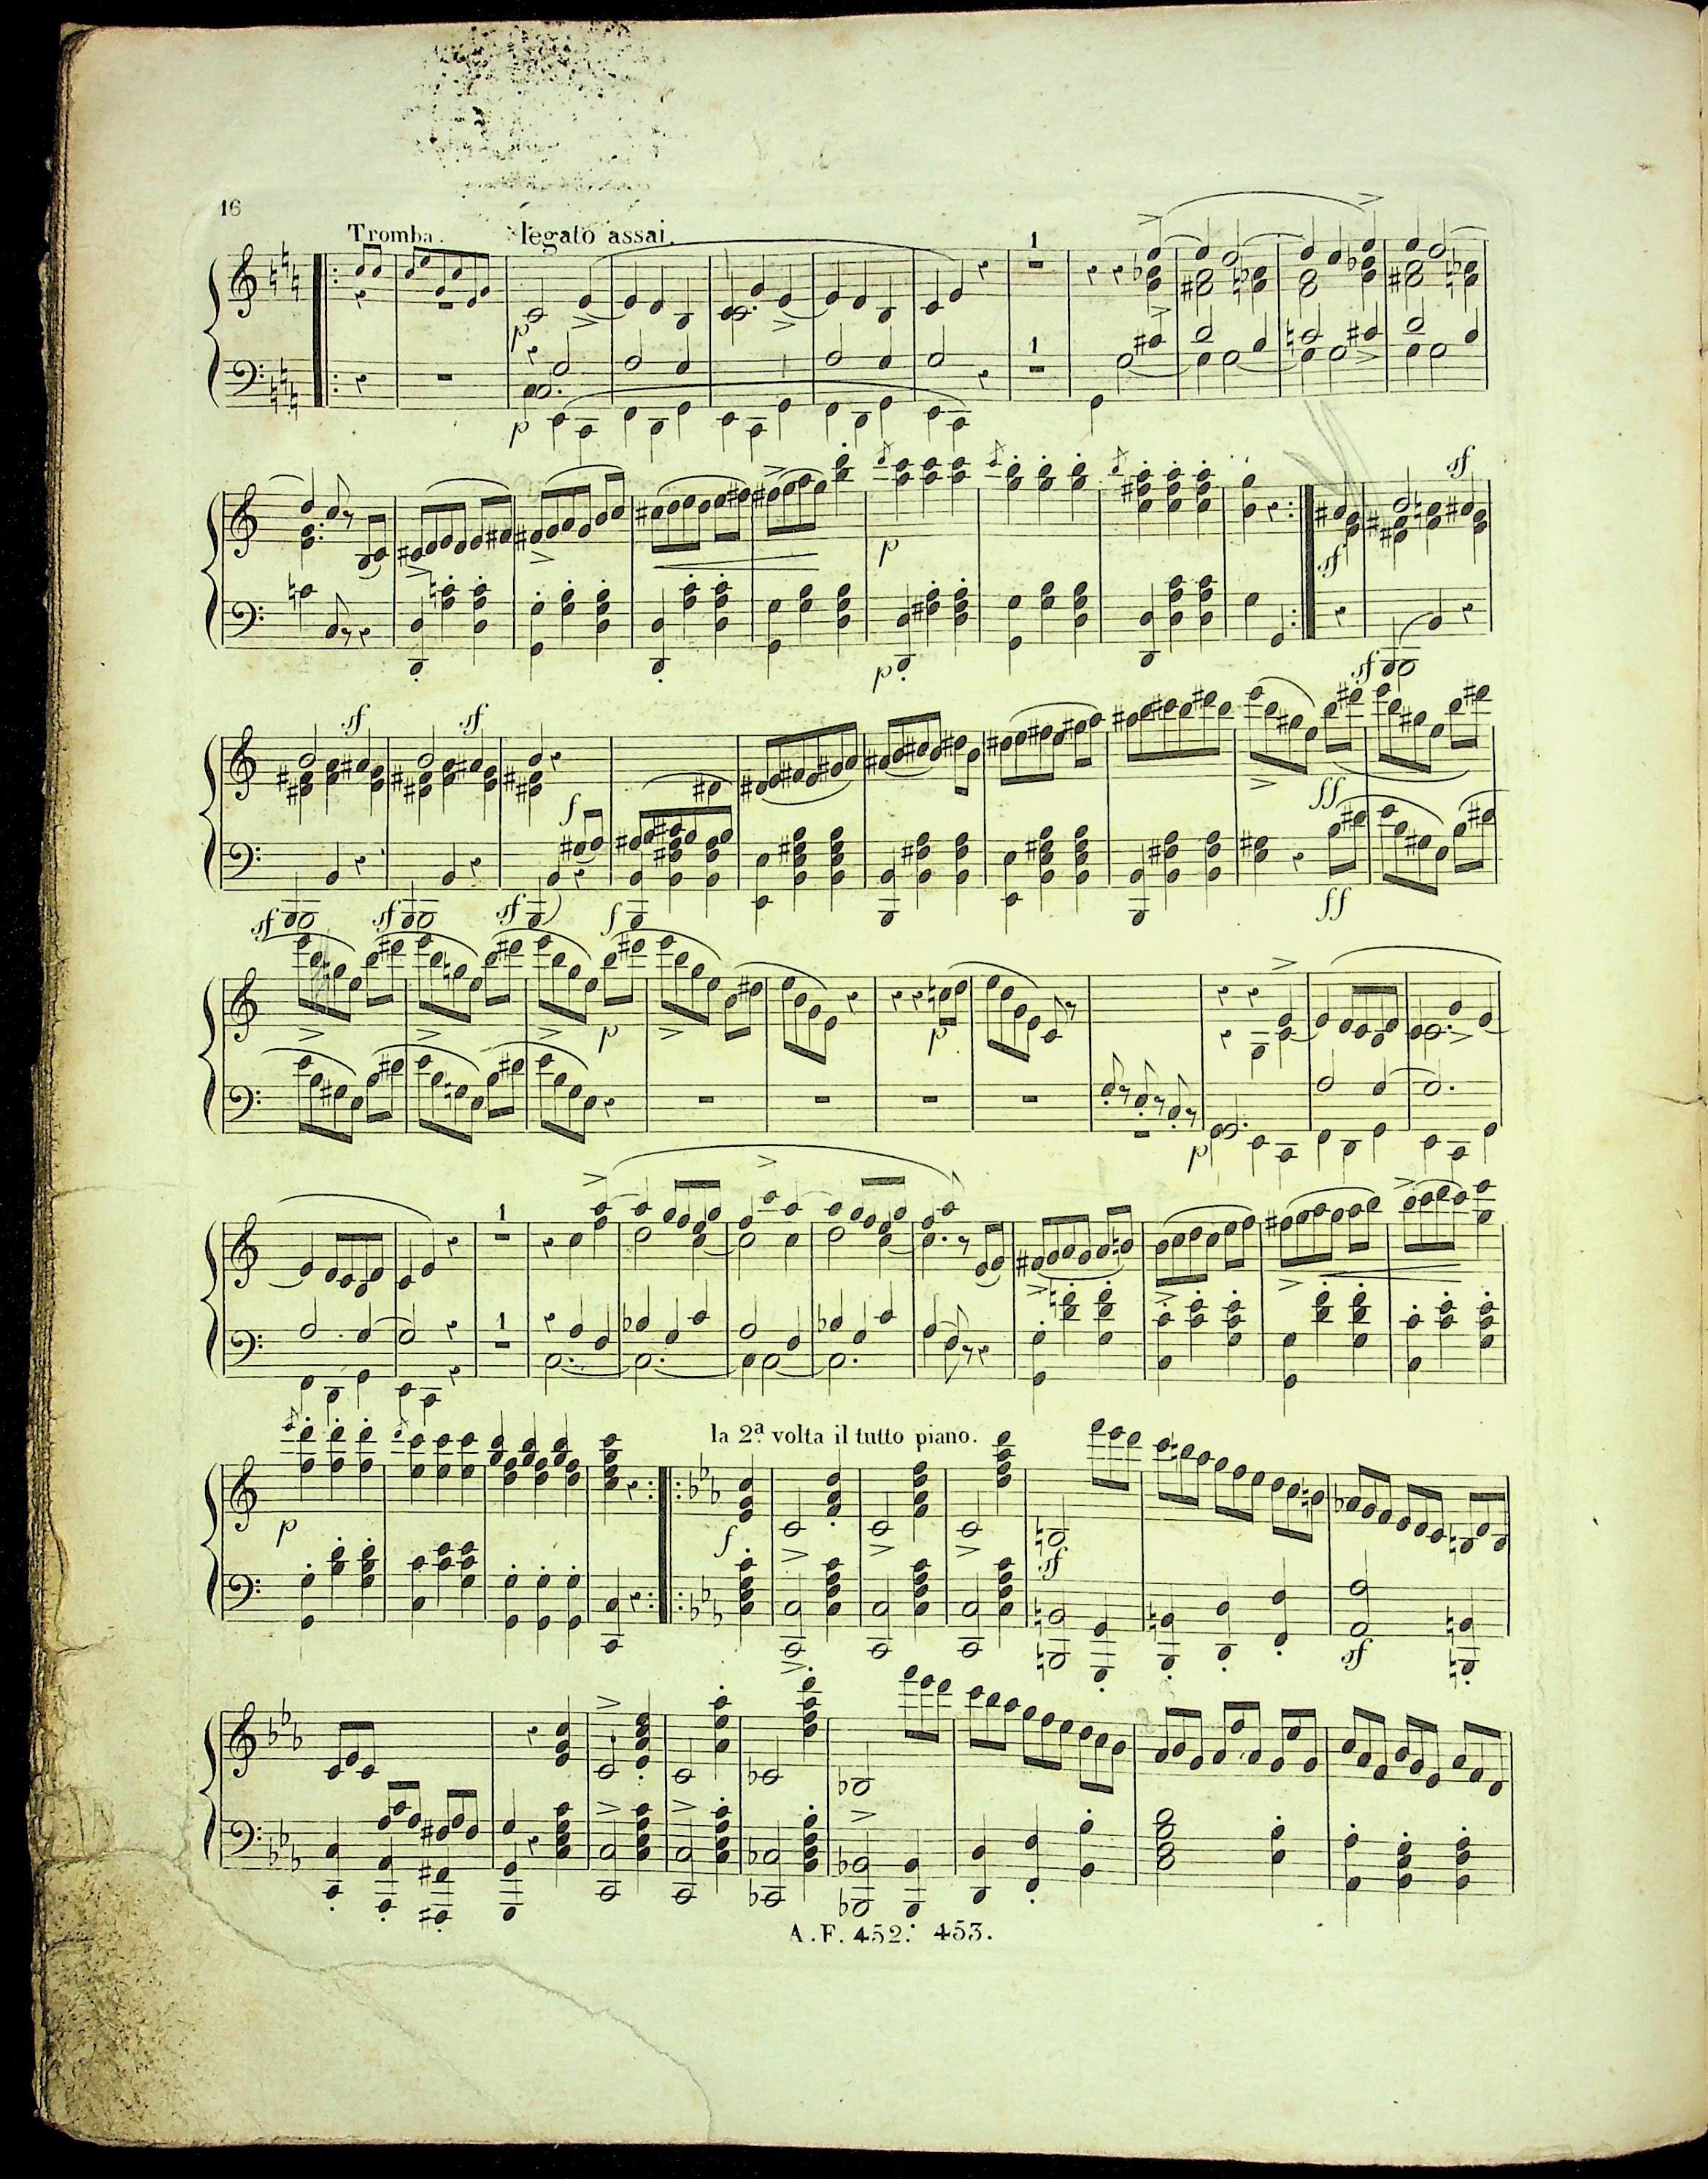 16
Tromba. legato assai.
p
1
1
p
sf
p
sf
p
sf
sf
sf
f
ff
sf
sf
sf
f
ff
p
p
p
1
1
la 2a. volta il tutto piano.
p
f
sf
sf
A.F. 452. 453.